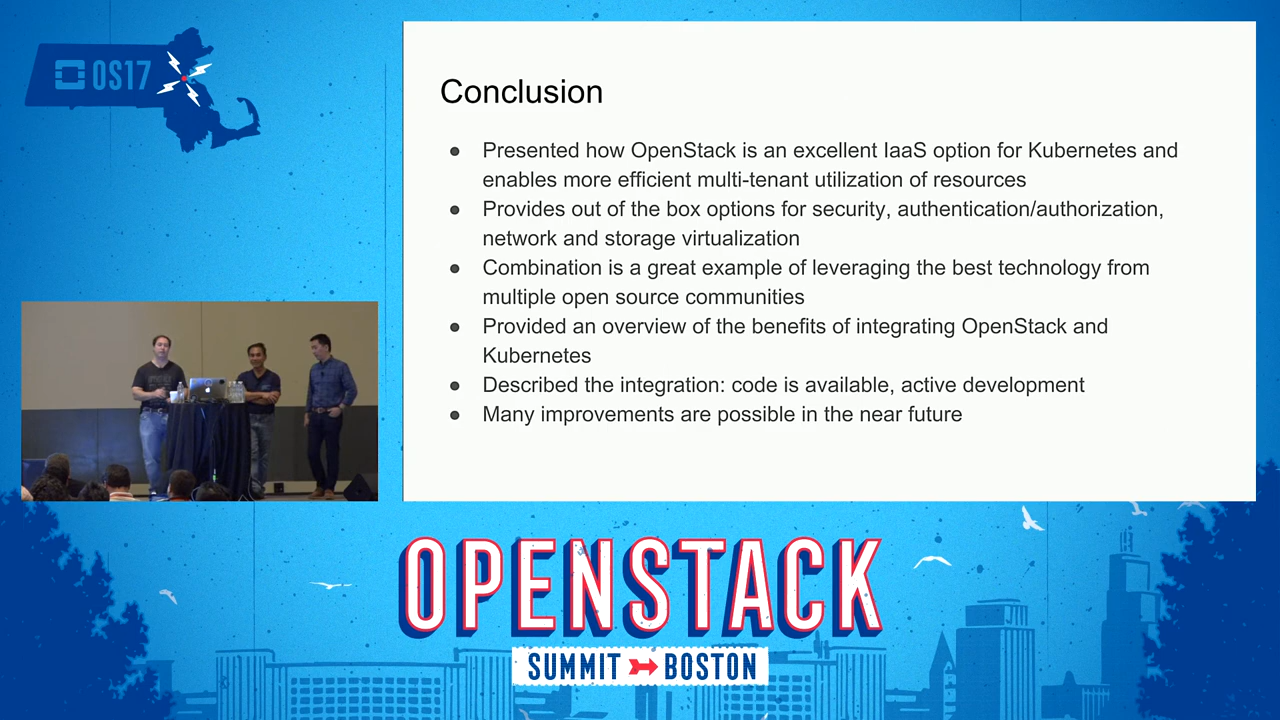 OS17
Conclusion
● Presented how OpenStack is an excellent IaaS option for Kubernetes and
enables more efficient multi-tenant utilization of resources
● Provides out of the box options for security, authentication/authorization,
network and storage virtualization
● Combination is a great example of leveraging the best technology from
multiple open source communities
● Provided an overview of the benefits of integrating OpenStack and
Kubernetes
● Described the integration: code is available, active development
● Many improvements are possible in the near future
OPENSTACK
SUMMIT BOSTON